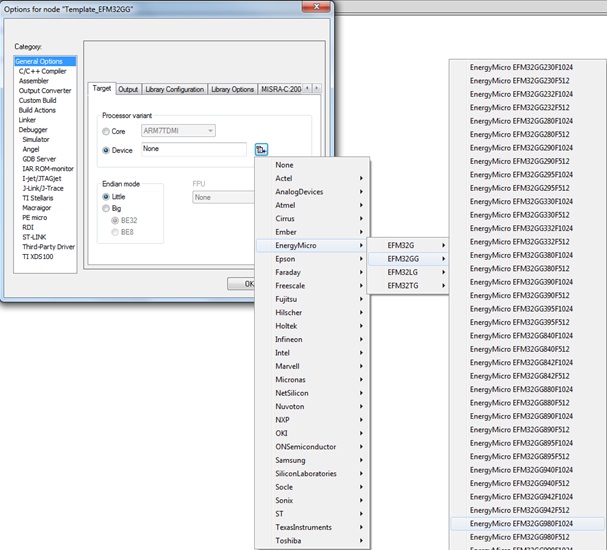 Options for node "Template_EFM32GG"
Category:
General Options
C/C++ Compiler
Assembler
Output Converter
Custom Build
Build Actions
Linker
Debugger
Simulator
Angel
GDB Server
IAR ROM-monitor
I-jet/JTAGjet
J-Link/J-Trace
TI Stellaris
Macraigor
PE micro
RDI
ST-LINK
Third-Party Driver
TI XDS100
Target
Output
Library Configuration
Library Options
MISRA-C:200
Processor variant
Core
ARM7TDMI
Device
None
Endian mode
Little
Big
BE32
BE8
FPU
None
OK
None
Actel
AnalogDevices
Atmel
Cirrus
Ember
EnergyMicro
Epson
Faraday
Freescale
Fujitsu
Hilscher
Holtek
Infineon
Intel
Marvell
Micronas
NetSilicon
Nuvoton
NXP
OKI
ONSemiconductor
Samsung
SiliconLaboratories
Socle
Sonix
ST
TexasInstruments
Toshiba
EFM32G
EFM32GG
EFM32LG
EFM32TG
EnergyMicro EFM32GG230F1024
EnergyMicro EFM32GG230F512
EnergyMicro EFM32GG232F1024
EnergyMicro EFM32GG232F512
EnergyMicro EFM32GG280F1024
EnergyMicro EFM32GG280F512
EnergyMicro EFM32GG290F1024
EnergyMicro EFM32GG290F512
EnergyMicro EFM32GG295F1024
EnergyMicro EFM32GG295F512
EnergyMicro EFM32GG330F1024
EnergyMicro EFM32GG330F512
EnergyMicro EFM32GG332F1024
EnergyMicro EFM32GG332F512
EnergyMicro EFM32GG380F1024
EnergyMicro EFM32GG380F512
EnergyMicro EFM32GG390F1024
EnergyMicro EFM32GG390F512
EnergyMicro EFM32GG395F1024
EnergyMicro EFM32GG395F512
EnergyMicro EFM32GG840F1024
EnergyMicro EFM32GG840F512
EnergyMicro EFM32GG842F1024
EnergyMicro EFM32GG842F512
EnergyMicro EFM32GG880F1024
EnergyMicro EFM32GG880F512
EnergyMicro EFM32GG890F1024
EnergyMicro EFM32GG890F512
EnergyMicro EFM32GG895F1024
EnergyMicro EFM32GG895F512
EnergyMicro EFM32GG940F1024
EnergyMicro EFM32GG940F512
EnergyMicro EFM32GG942F1024
EnergyMicro EFM32GG942F512
EnergyMicro EFM32GG980F1024
EnergyMicro EFM32GG980F512